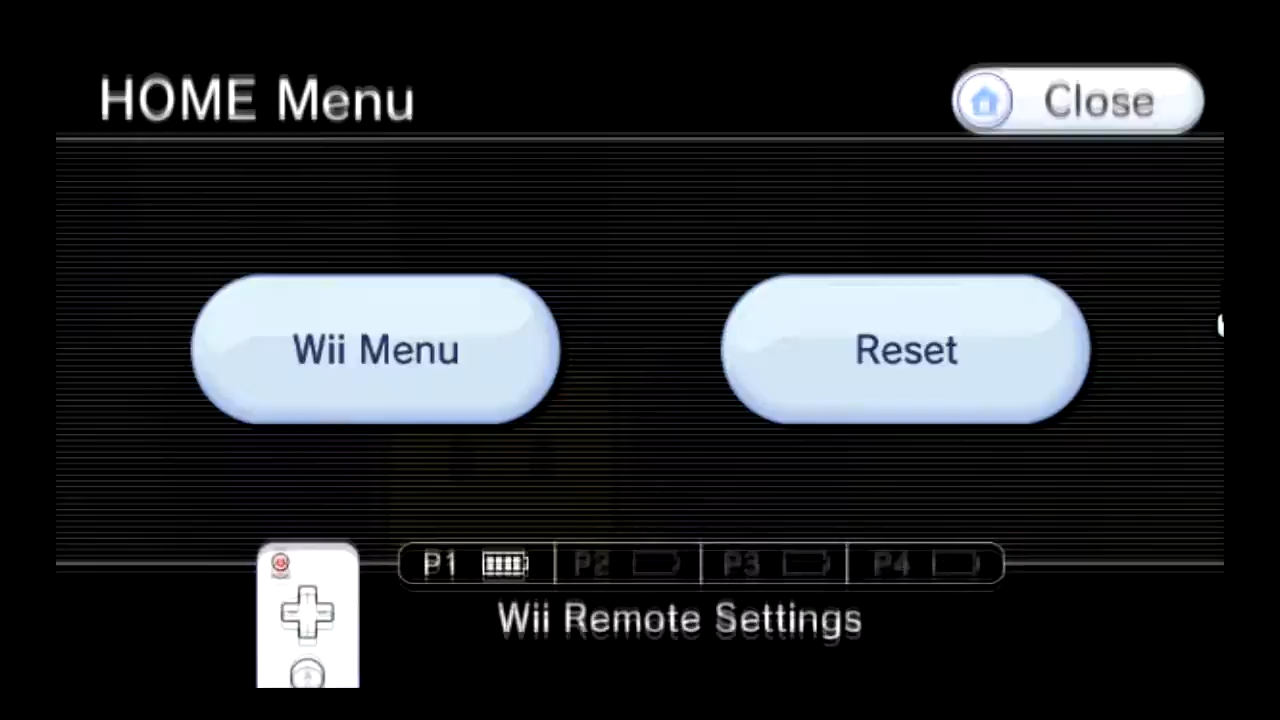 HOME Menu
Close
Wii Menu
Reset
P1
P2
P3
P4
Wii Remote Settings